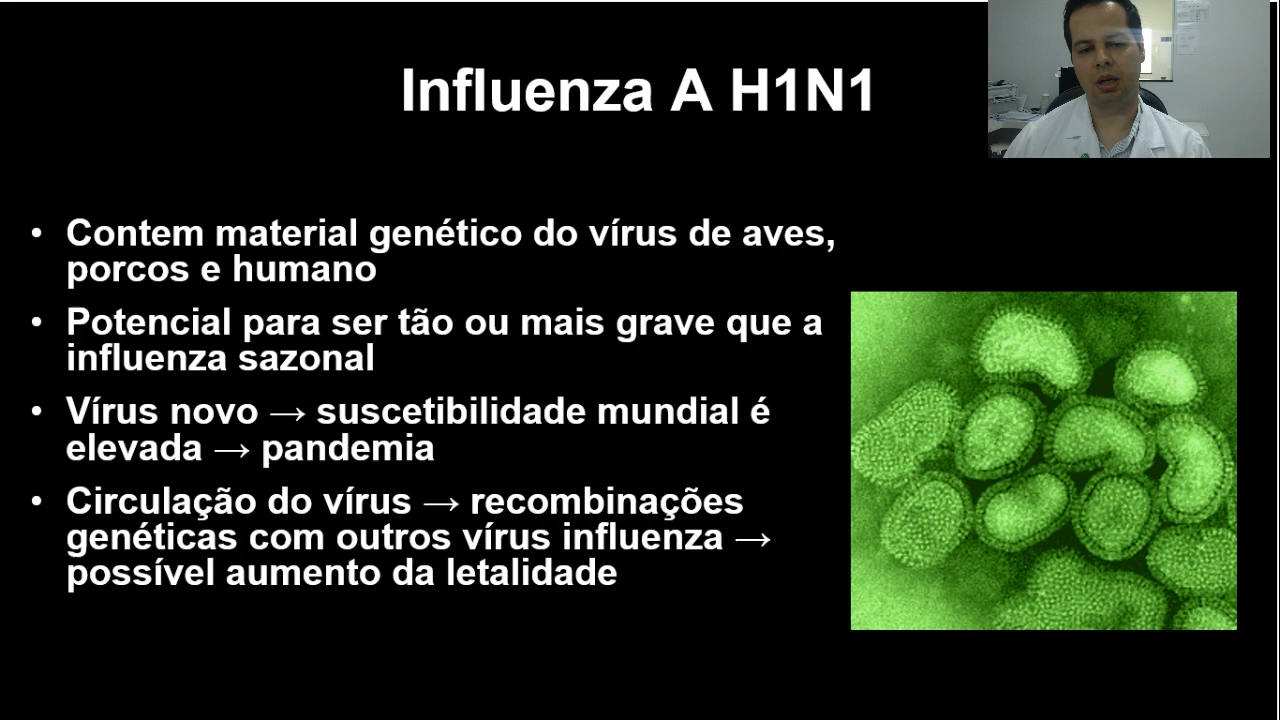 Influenza A H1N1
• Contem material genético do vírus de aves,
porcos e humano
• Potencial para ser tão ou mais grave que a
influenza sazonal
• Vírus novo → suscetibilidade mundial é
elevada → pandemia
• Circulação do vírus → recombinações
genéticas com outros vírus influenza →
possível aumento da letalidade